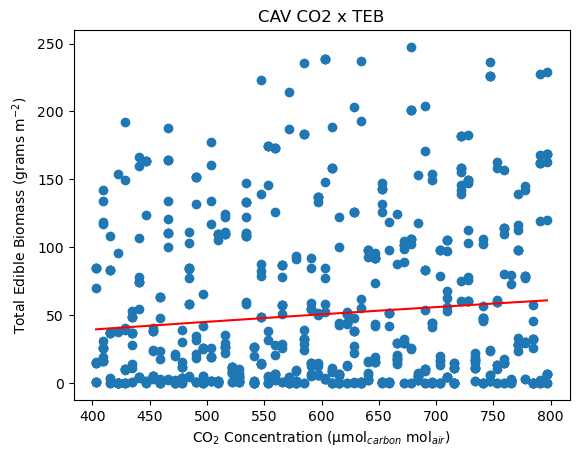 CAV CO2 x TEB
250
200
150
100
50
0
Total Edible Biomass (grams m⁻²)
400 450 500 550 600 650 700 750 800
CO₂ Concentration (μmol_carbon mol_air)